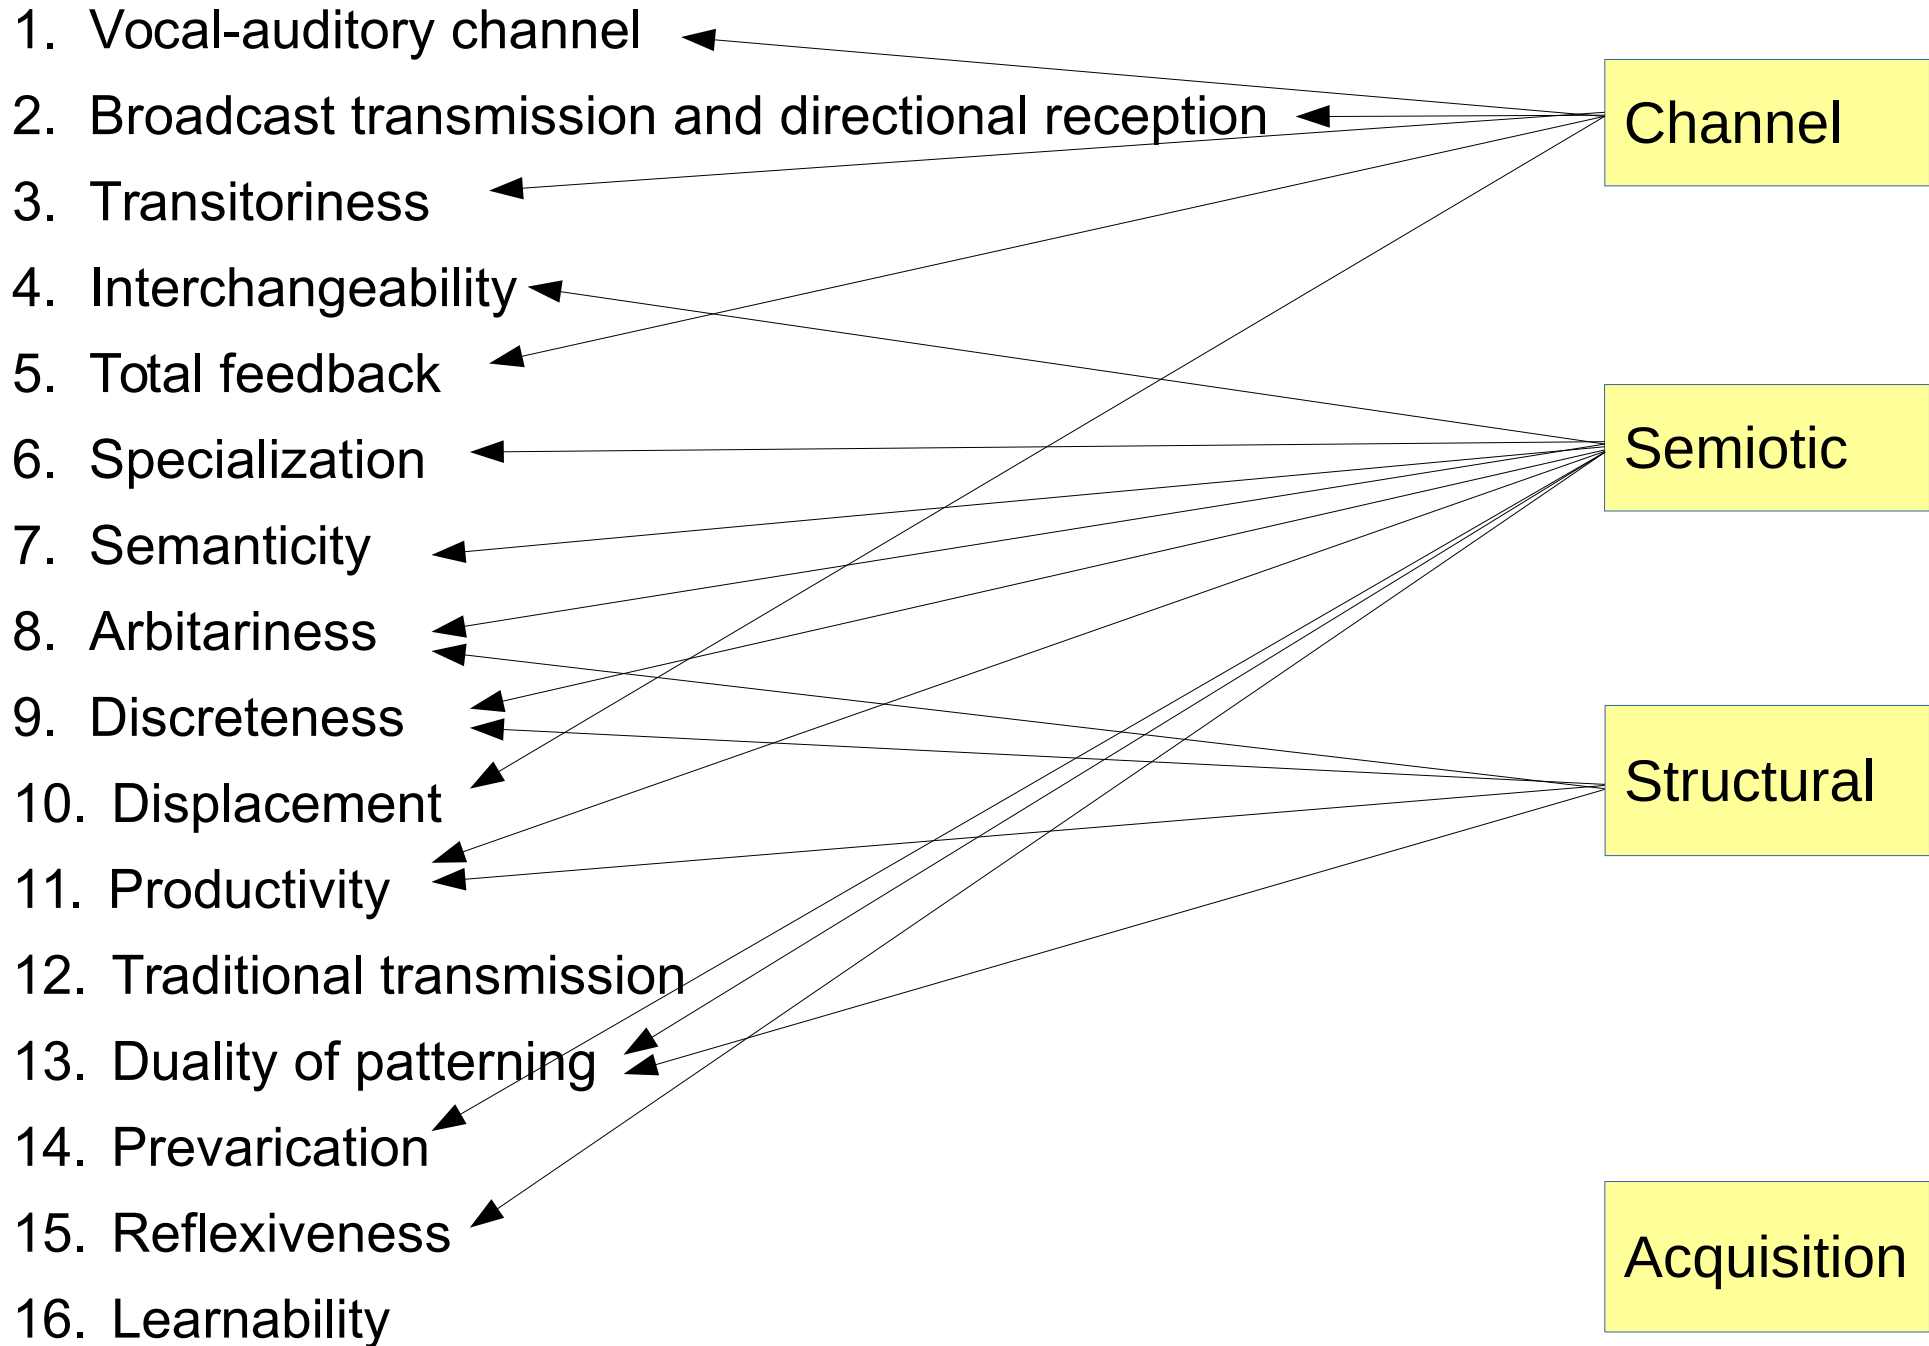 1. Vocal-auditory channel
2. Broadcast transmission and directional reception
3. Transitoriness
4. Interchangeability
5. Total feedback
6. Specialization
7. Semanticity
8. Arbitariness
9. Discreteness
10. Displacement
11. Productivity
12. Traditional transmission
13. Duality of patterning
14. Prevarication
15. Reflexiveness
16. Learnability
Channel
Semiotic
Structural
Acquisition